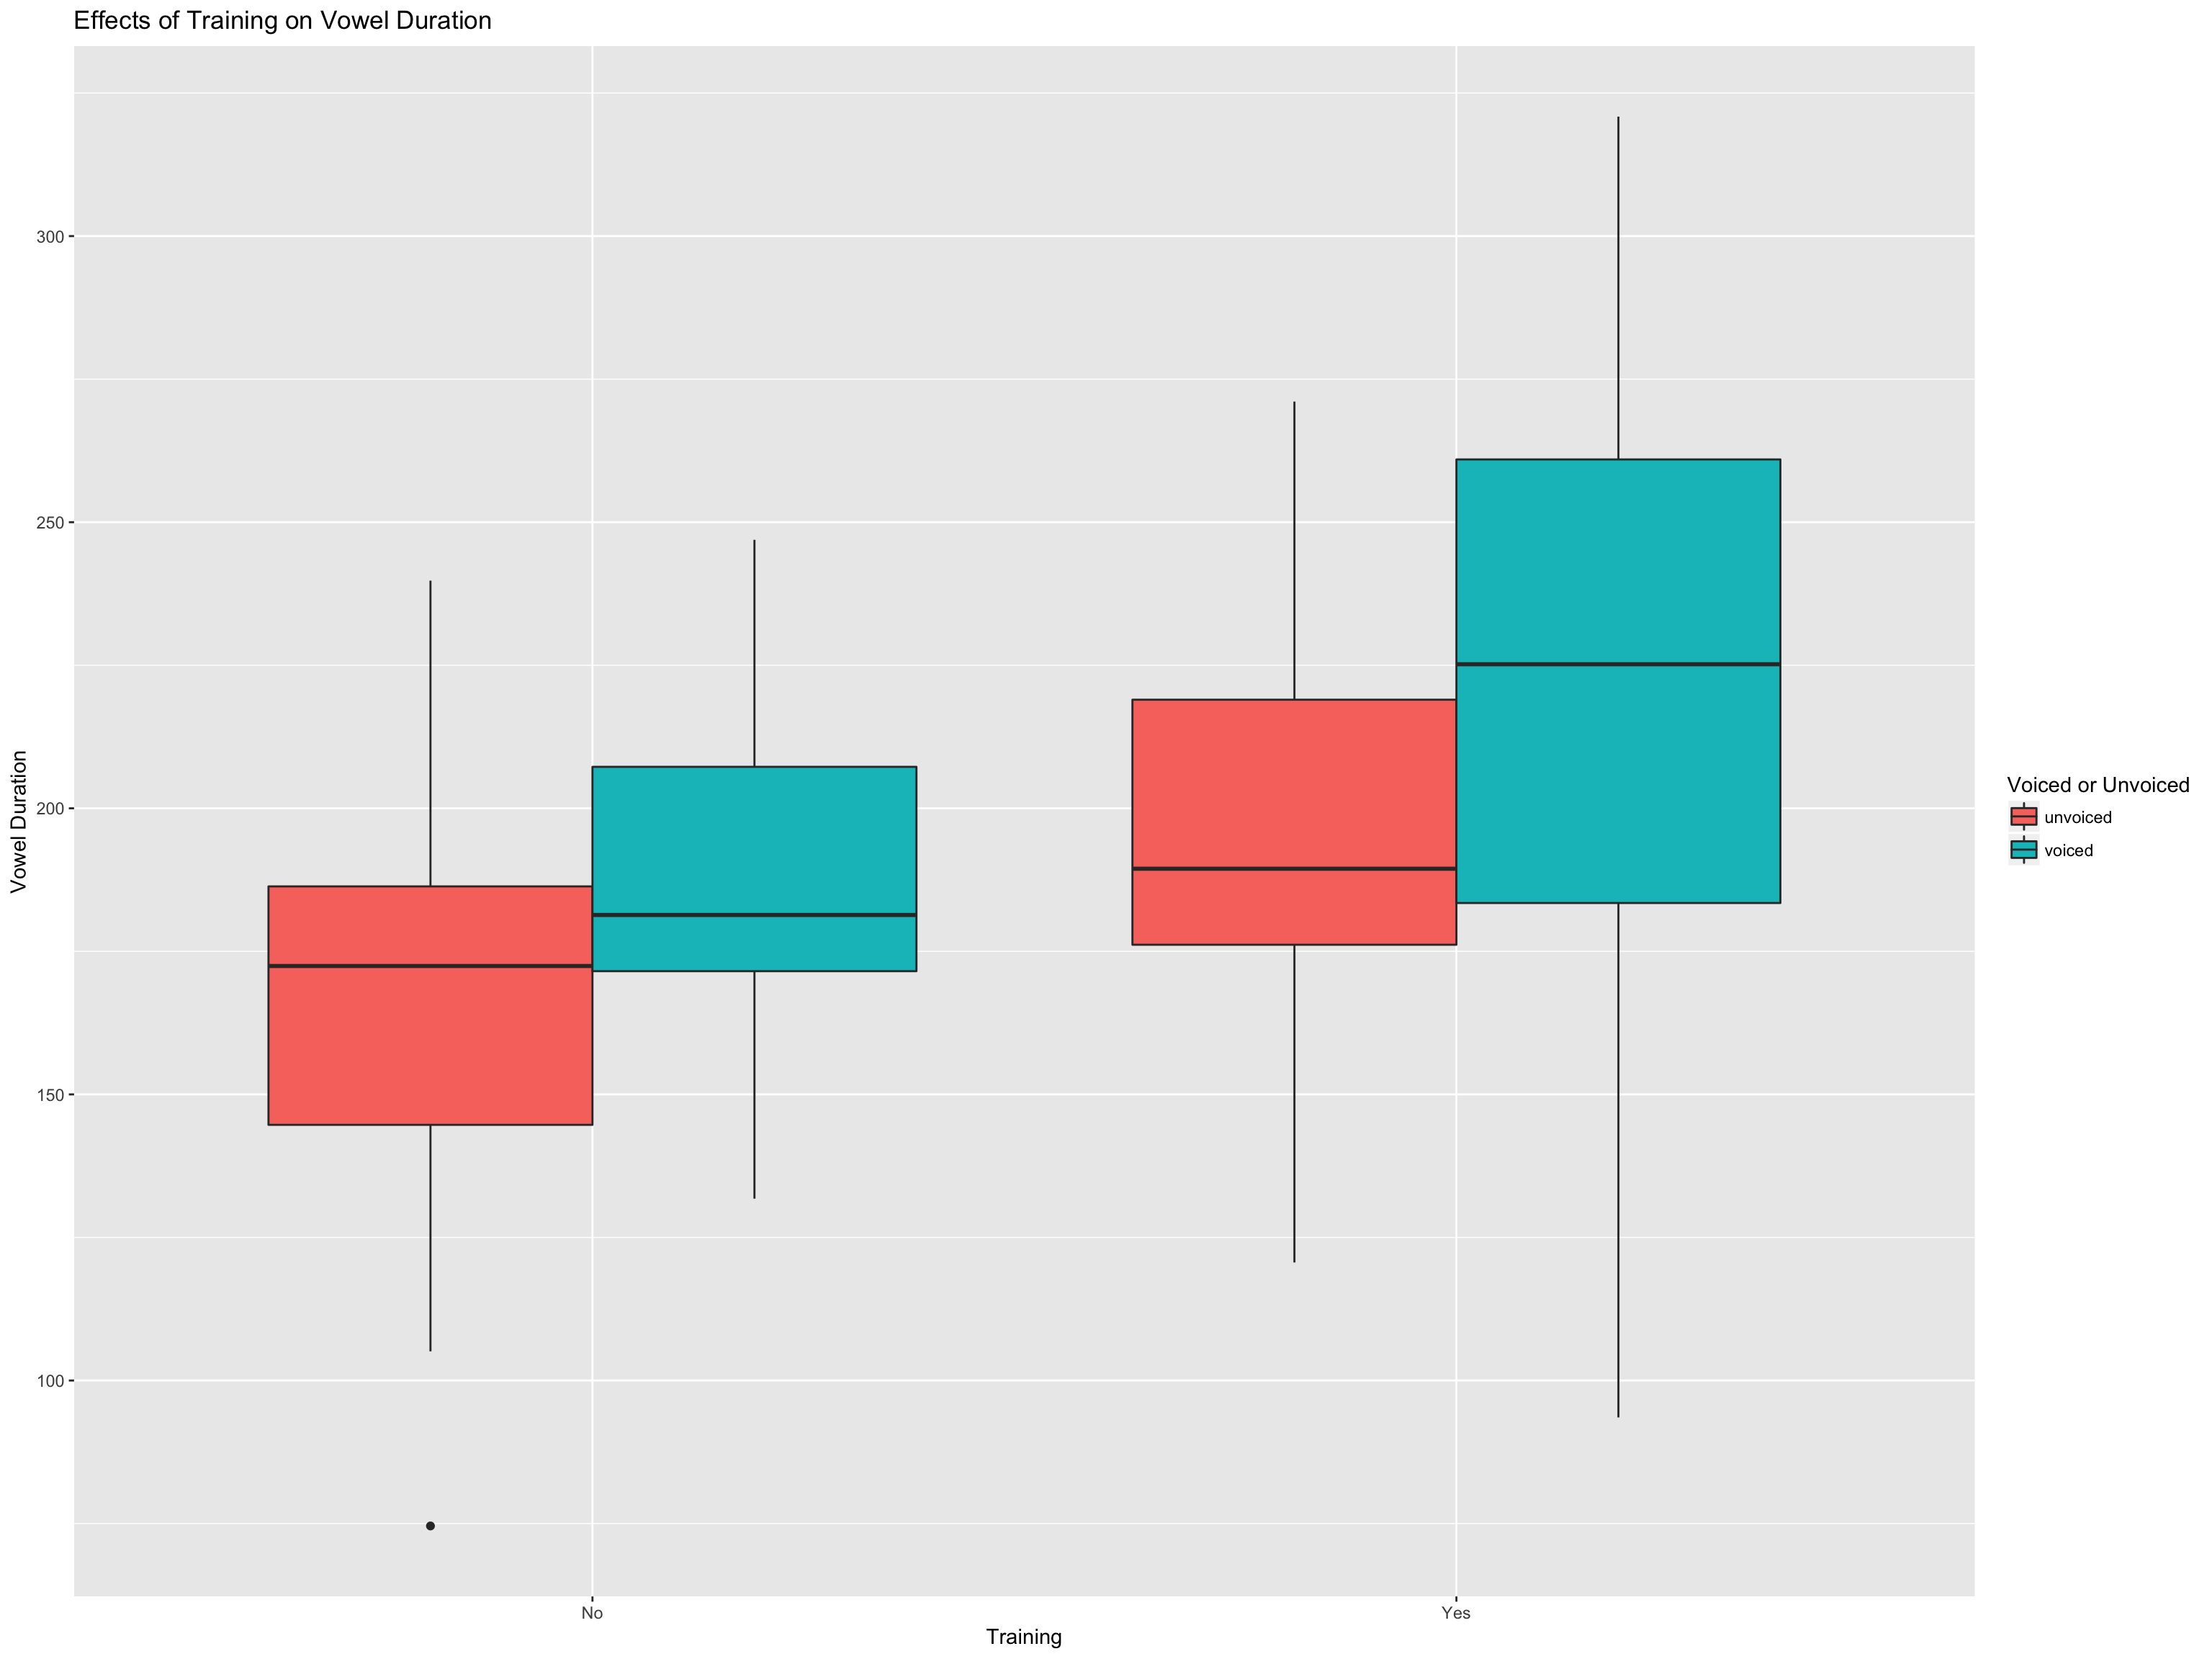 Effects of Training on Vowel Duration
300
250
200
150
100
Vowel Duration
No
Yes
Training
Voiced or Unvoiced
unvoiced
voiced